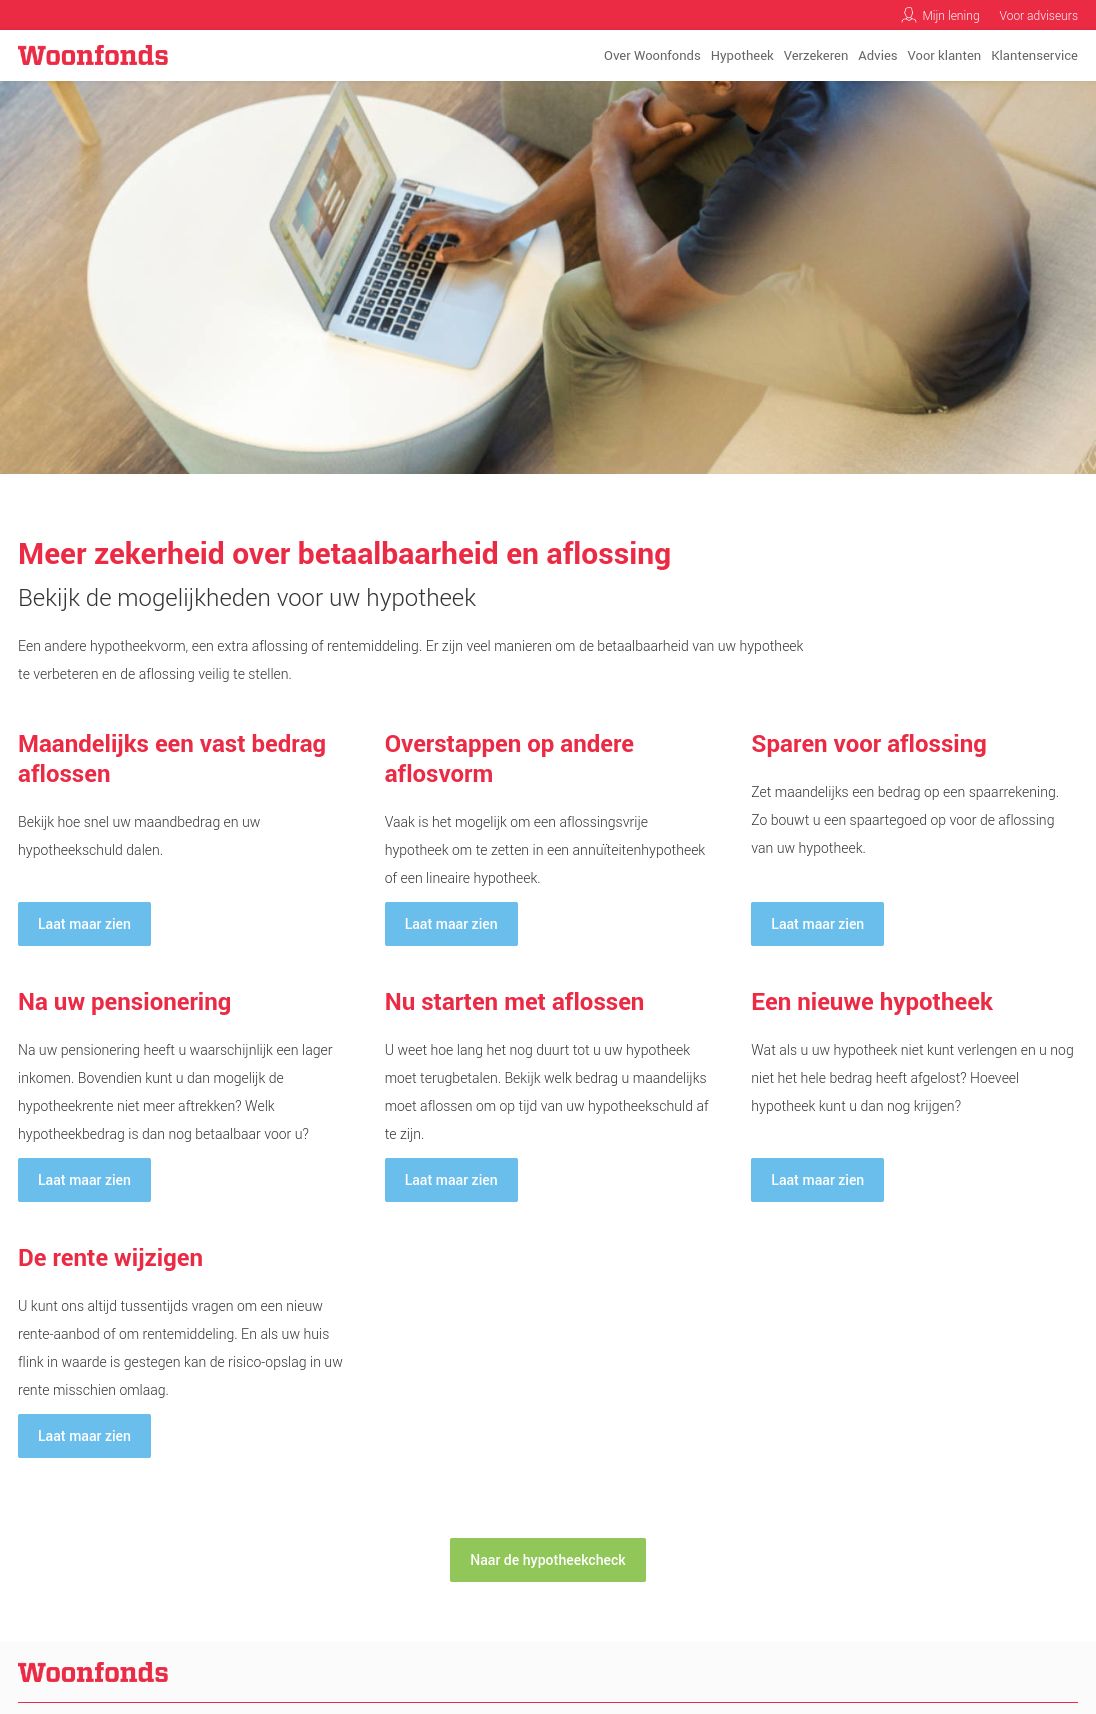 Mijn lening Voor adviseurs
Woonfonds
Over Woonfonds Hypotheek Verzekeren Advies Voor klanten Klantenservice
Meer zekerheid over betaalbaarheid en aflossing
Bekijk de mogelijkheden voor uw hypotheek
Een andere hypotheekvorm, een extra aflossing of rentemiddeling. Er zijn veel manieren om de betaalbaarheid van uw hypotheek
te verbeteren en de aflossing veilig te stellen.
Maandelijks een vast bedrag
aflossen
Bekijk hoe snel uw maandbedrag en uw
hypotheekschuld dalen.
Laat maar zien
Overstappen op andere
aflosvorm
Vaak is het mogelijk om een aflossingsvrije
hypotheek om te zetten in een annuïteitenhypotheek
of een lineaire hypotheek.
Laat maar zien
Sparen voor aflossing
Zet maandelijks een bedrag op een spaarrekening.
Zo bouwt u een spaartegoed op voor de aflossing
van uw hypotheek.
Laat maar zien
Na uw pensionering
Na uw pensionering heeft u waarschijnlijk een lager
inkomen. Bovendien kunt u dan mogelijk de
hypotheekrente niet meer aftrekken? Welk
hypotheekbedrag is dan nog betaalbaar voor u?
Laat maar zien
Nu starten met aflossen
U weet hoe lang het nog duurt tot u uw hypotheek
moet terugbetalen. Bekijk welk bedrag u maandelijks
moet aflossen om op tijd van uw hypotheekschuld af
te zijn.
Laat maar zien
Een nieuwe hypotheek
Wat als u uw hypotheek niet kunt verlengen en u nog
niet het hele bedrag heeft afgelost? Hoeveel
hypotheek kunt u dan nog krijgen?
Laat maar zien
De rente wijzigen
U kunt ons altijd tussentijds vragen om een nieuw
rente-aanbod of om rentemiddeling. En als uw huis
flink in waarde is gestegen kan de risico-opslag in uw
rente misschien omlaag.
Laat maar zien
Naar de hypotheekcheck
Woonfonds